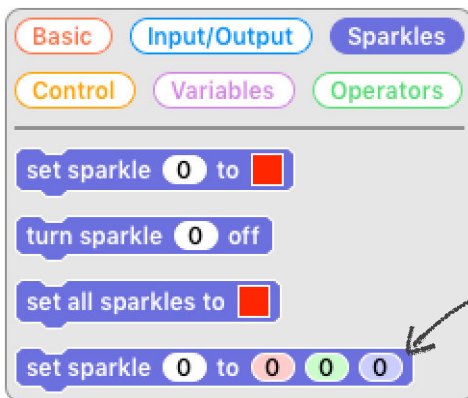 Basic Input/Output Sparkles
Control Variables Operators
set sparkle 0 to
turn sparkle 0 off
set all sparkles to
set sparkle 0 to 0 0 0